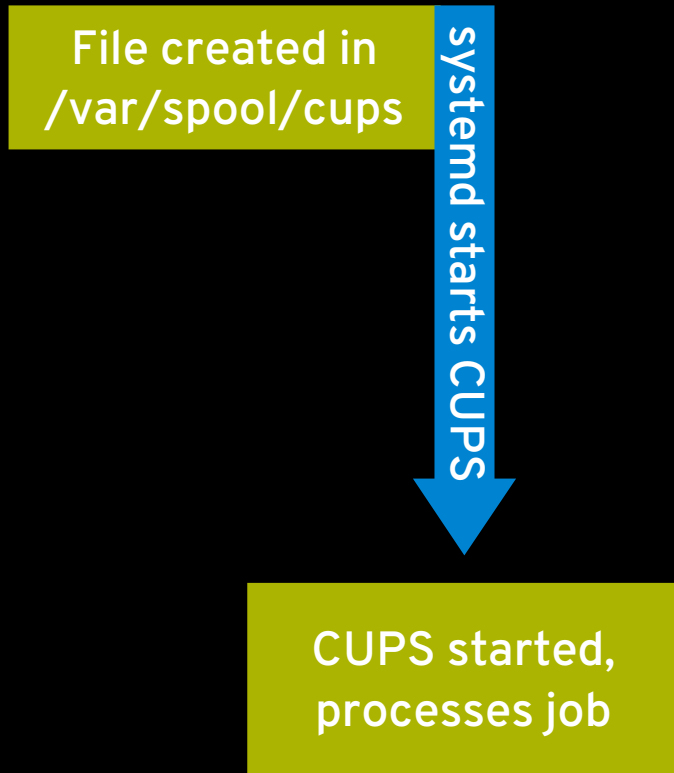 File created in
/var/spool/cups
systemd starts CUPS
CUPS started,
processes job